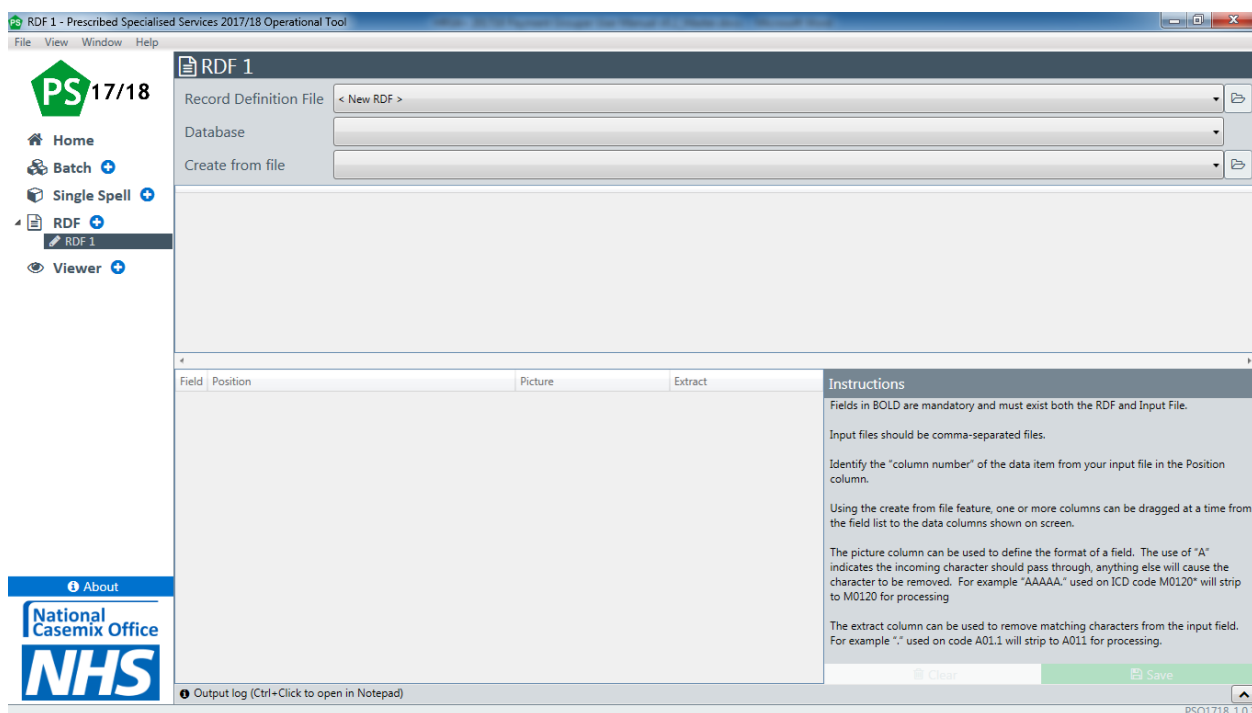 RDF 1 - Prescribed Specialised Services 2017/18 Operational Tool
File View Window Help
PS 17/18
Home
Batch
Single Spell
RDF
RDF 1
Viewer
RDF 1
Record Definition File < New RDF >
Database
Create from file
Field Position Picture Extract
Instructions
Fields in BOLD are mandatory and must exist both the RDF and Input File.
Input files should be comma-separated files.
Identify the "column number" of the data item from your input file in the Position
column.
Using the create from file feature, one or more columns can be dragged at a time from
the field list to the data columns shown on screen.
The picture column can be used to define the format of a field. The use of "A"
indicates the incoming character should pass through, anything else will cause the
character to be removed. For example "AAAAA." used on ICD code M0120* will strip
to M0120 for processing
The extract column can be used to remove matching characters from the input field.
For example "." used on code A01.1 will strip to A011 for processing.
Clear Save
About
National
Casemix Office
NHS
Output log (Ctrl+Click to open in Notepad)